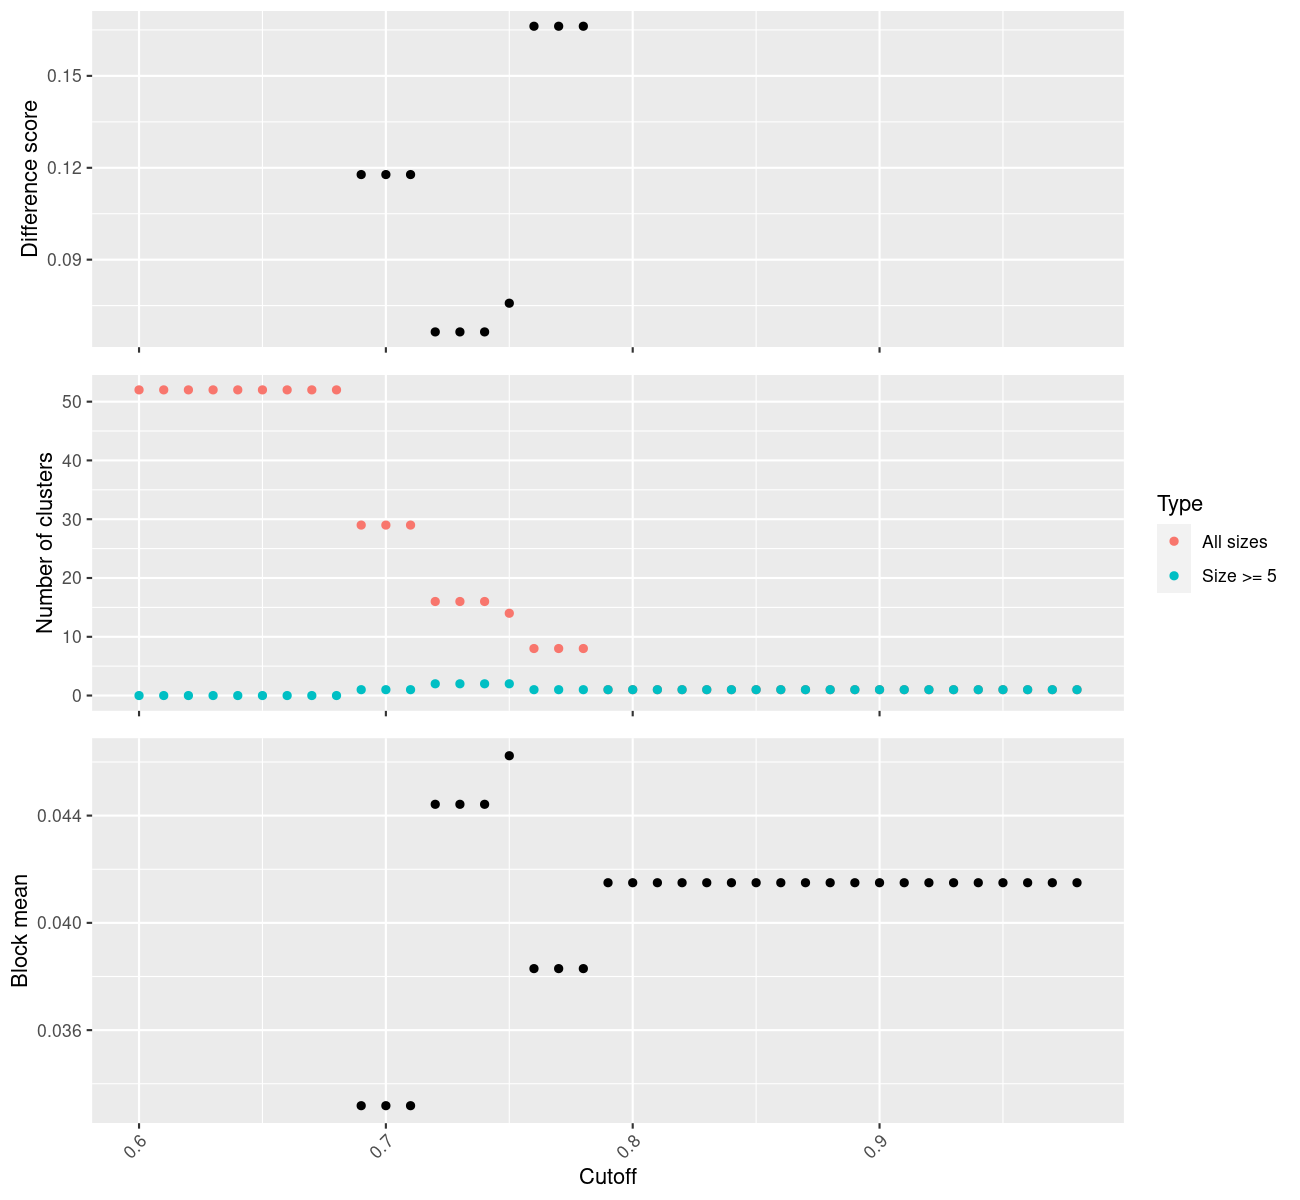 Difference score
0.15
0.12
0.09
Number of clusters
50
40
30
20
10
0
Type
All sizes
Size >= 5
Block mean
0.044
0.040
0.036
0.6
0.7
0.8
0.9
Cutoff